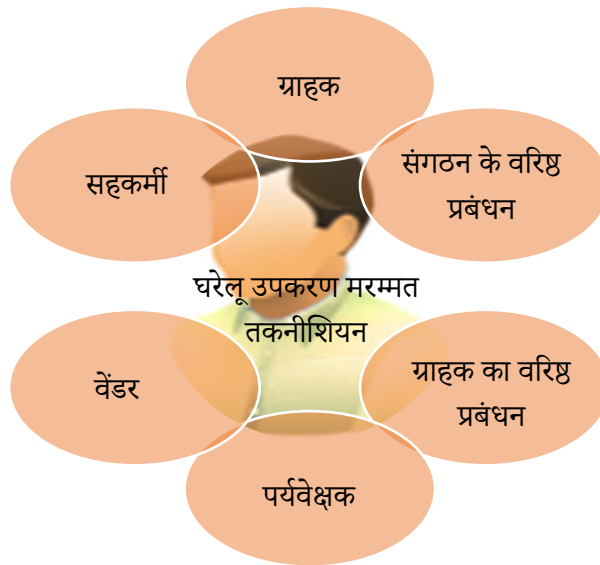 ग्राहक
सहकर्मी
संगठन के वरिष्ठ
प्रबंधन
घरेलू उपकरण मरम्मत
तकनीशियन
वेंडर
ग्राहक का वरिष्ठ
प्रबंधन
पर्यवेक्षक